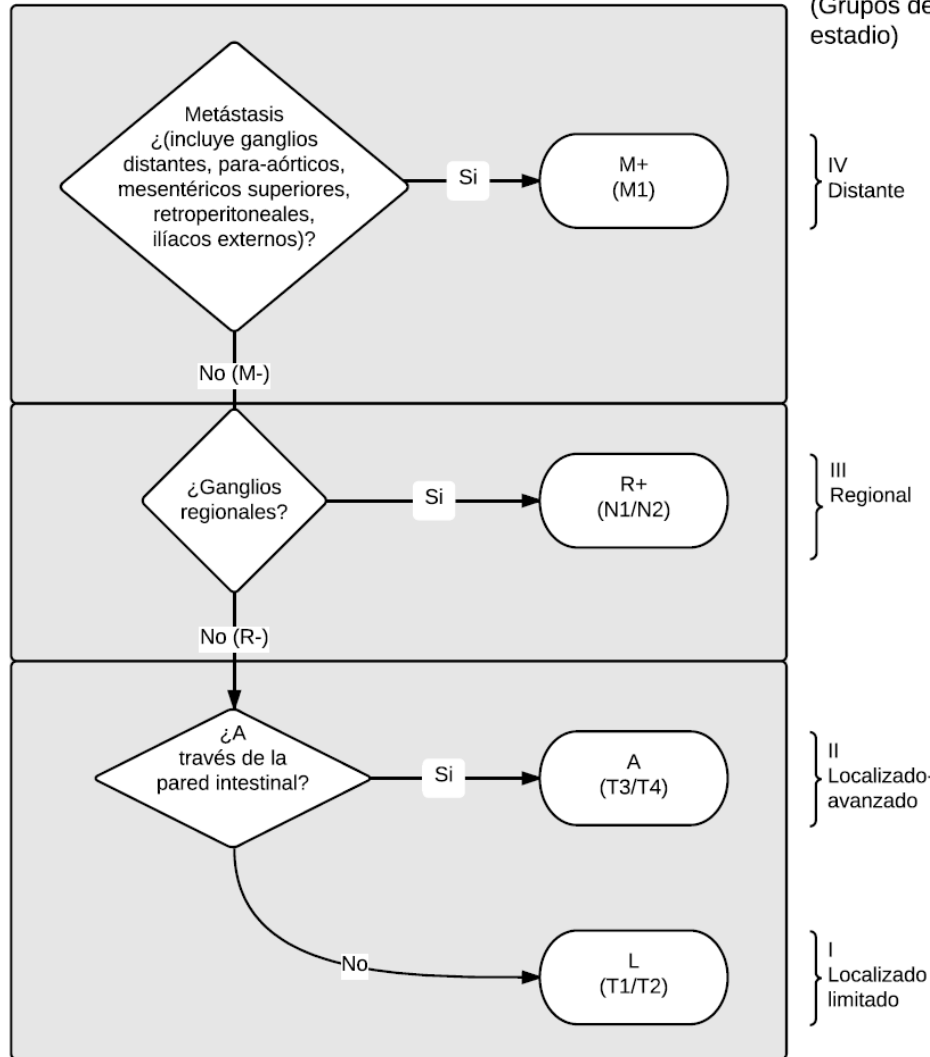 (Grupos de
estadio)
Metástasis
¿(incluye ganglios
distantes, para-aórticos,
mesentéricos superiores,
retroperitoneales,
ilíacos externos)?
Si
M+
(M1)
IV
Distante
No (M-)
¿Ganglios
regionales?
Si
R+
(N1/N2)
III
Regional
No (R-)
¿A
través de la
pared intestinal?
Si
A
(T3/T4)
II
Localizado-
avanzado
No
L
(T1/T2)
I
Localizado
limitado